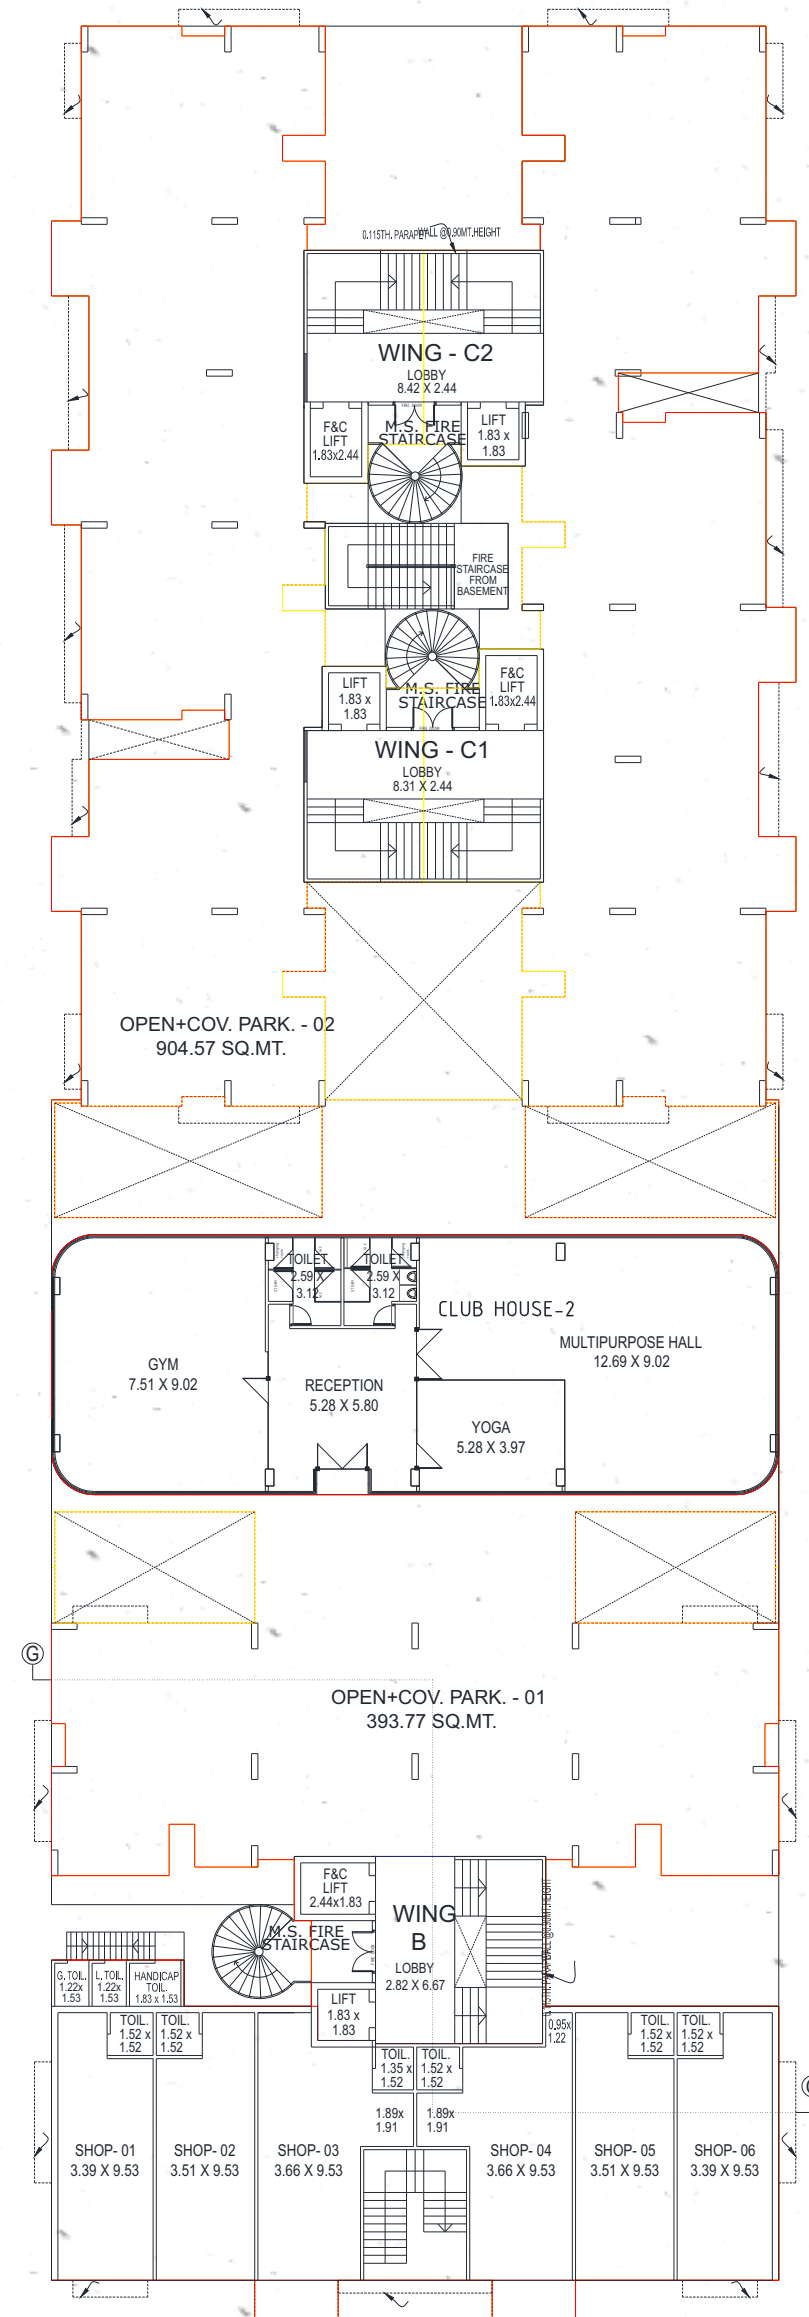 0.115TH. PARAPET WALL @0.90MT.HEIGHT
WING - C2
LOBBY
8.42 X 2.44
F&C
LIFT
1.83x2.44
M.S. FIRE
STAIRCASE
LIFT
1.83 x
1.83
FIRE
STAIRCASE
FROM
BASEMENT
LIFT
1.83 x
1.83
M.S. FIRE
STAIRCASE
F&C
LIFT
1.83x2.44
WING - C1
LOBBY
8.31 X 2.44
OPEN+COV. PARK. - 02
904.57 SQ.MT.
TOILET
2.59 X
3.12
TOILET
2.59 X
3.12
CLUB HOUSE-2
GYM
7.51 X 9.02
RECEPTION
5.28 X 5.80
MULTIPURPOSE HALL
12.69 X 9.02
YOGA
5.28 X 3.97
G
OPEN+COV. PARK. - 01
393.77 SQ.MT.
F&C
LIFT
2.44x1.83
WING
B
LOBBY
2.82 X 6.67
M.S. FIRE
STAIRCASE
LIFT
1.83 x
1.83
G. TOIL.
1.22x
1.53
L. TOIL.
1.22x
1.53
HANDICAP
TOIL.
1.83 x 1.53
TOIL.
1.52 x
1.52
TOIL.
1.52 x
1.52
TOIL.
1.35 x
1.52
TOIL.
1.52 x
1.52
0.95x
1.22
TOIL.
1.52 x
1.52
TOIL.
1.52 x
1.52
1.89x
1.91
1.89x
1.91
SHOP- 01
3.39 X 9.53
SHOP- 02
3.51 X 9.53
SHOP- 03
3.66 X 9.53
SHOP- 04
3.66 X 9.53
SHOP- 05
3.51 X 9.53
SHOP- 06
3.39 X 9.53